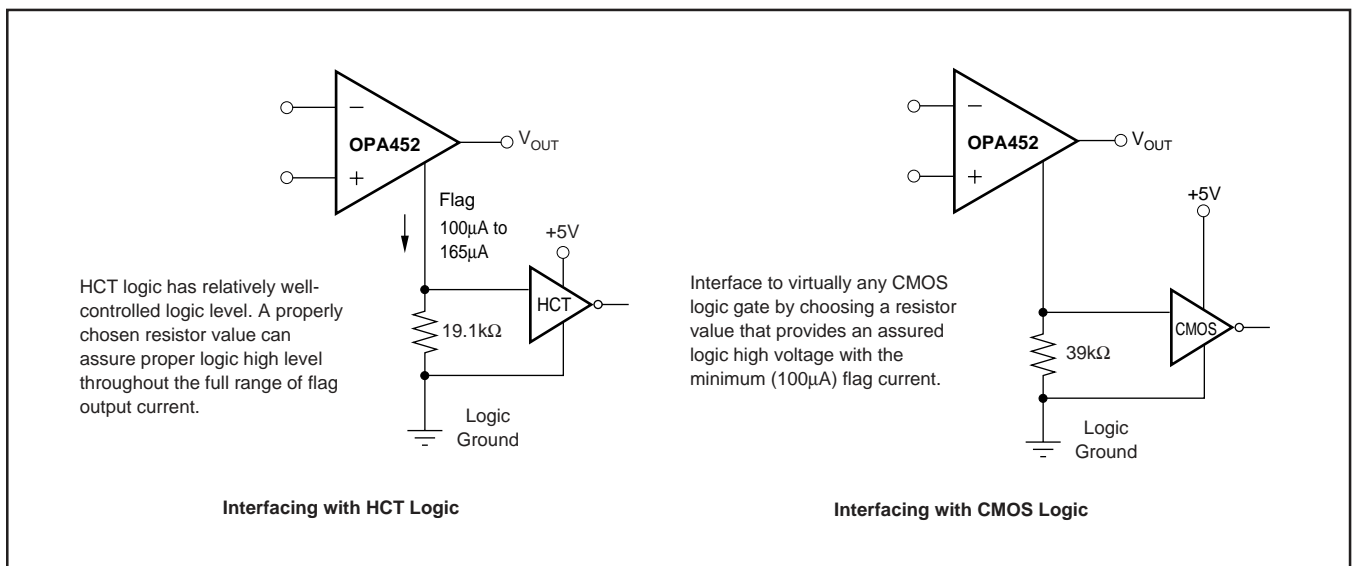 −
OPA452
+
VOUT
Flag
100µA to
165µA
+5V
HCT
19.1kΩ
Logic
Ground
HCT logic has relatively well-
controlled logic level. A properly
chosen resistor value can
assure proper logic high level
throughout the full range of flag
output current.
Interfacing with HCT Logic
−
OPA452
+
VOUT
+5V
CMOS
39kΩ
Logic
Ground
Interface to virtually any CMOS
logic gate by choosing a resistor
value that provides an assured
logic high voltage with the
minimum (100µA) flag current.
Interfacing with CMOS Logic